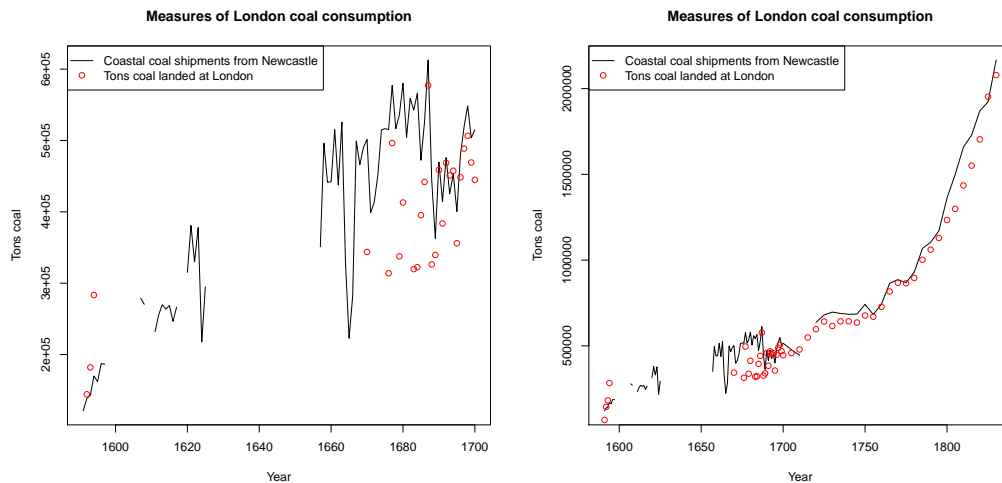 Measures of London coal consumption
Coastal coal shipments from Newcastle
Tons coal landed at London
Tons coal
6e+05
5e+05
4e+05
3e+05
2e+05
1600
1620
1640
1660
1680
1700
Year
Measures of London coal consumption
Coastal coal shipments from Newcastle
Tons coal landed at London
Tons coal
2000000
1500000
1000000
500000
1600
1650
1700
1750
1800
Year